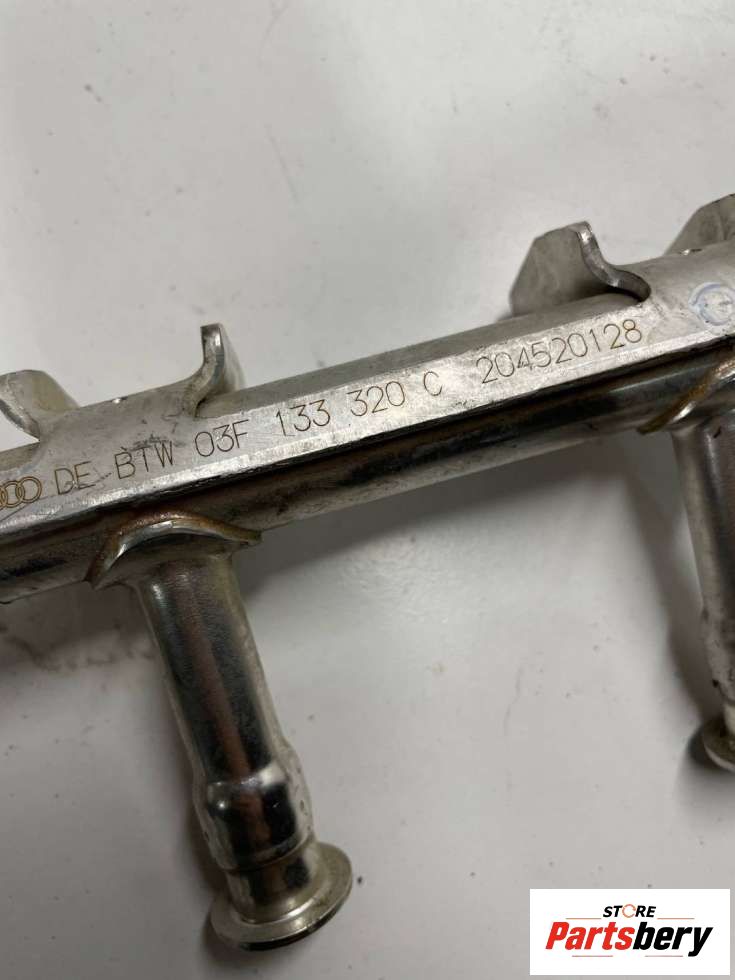 DE BTW 03F 133 320 C 204520128
STORE
Partsbery